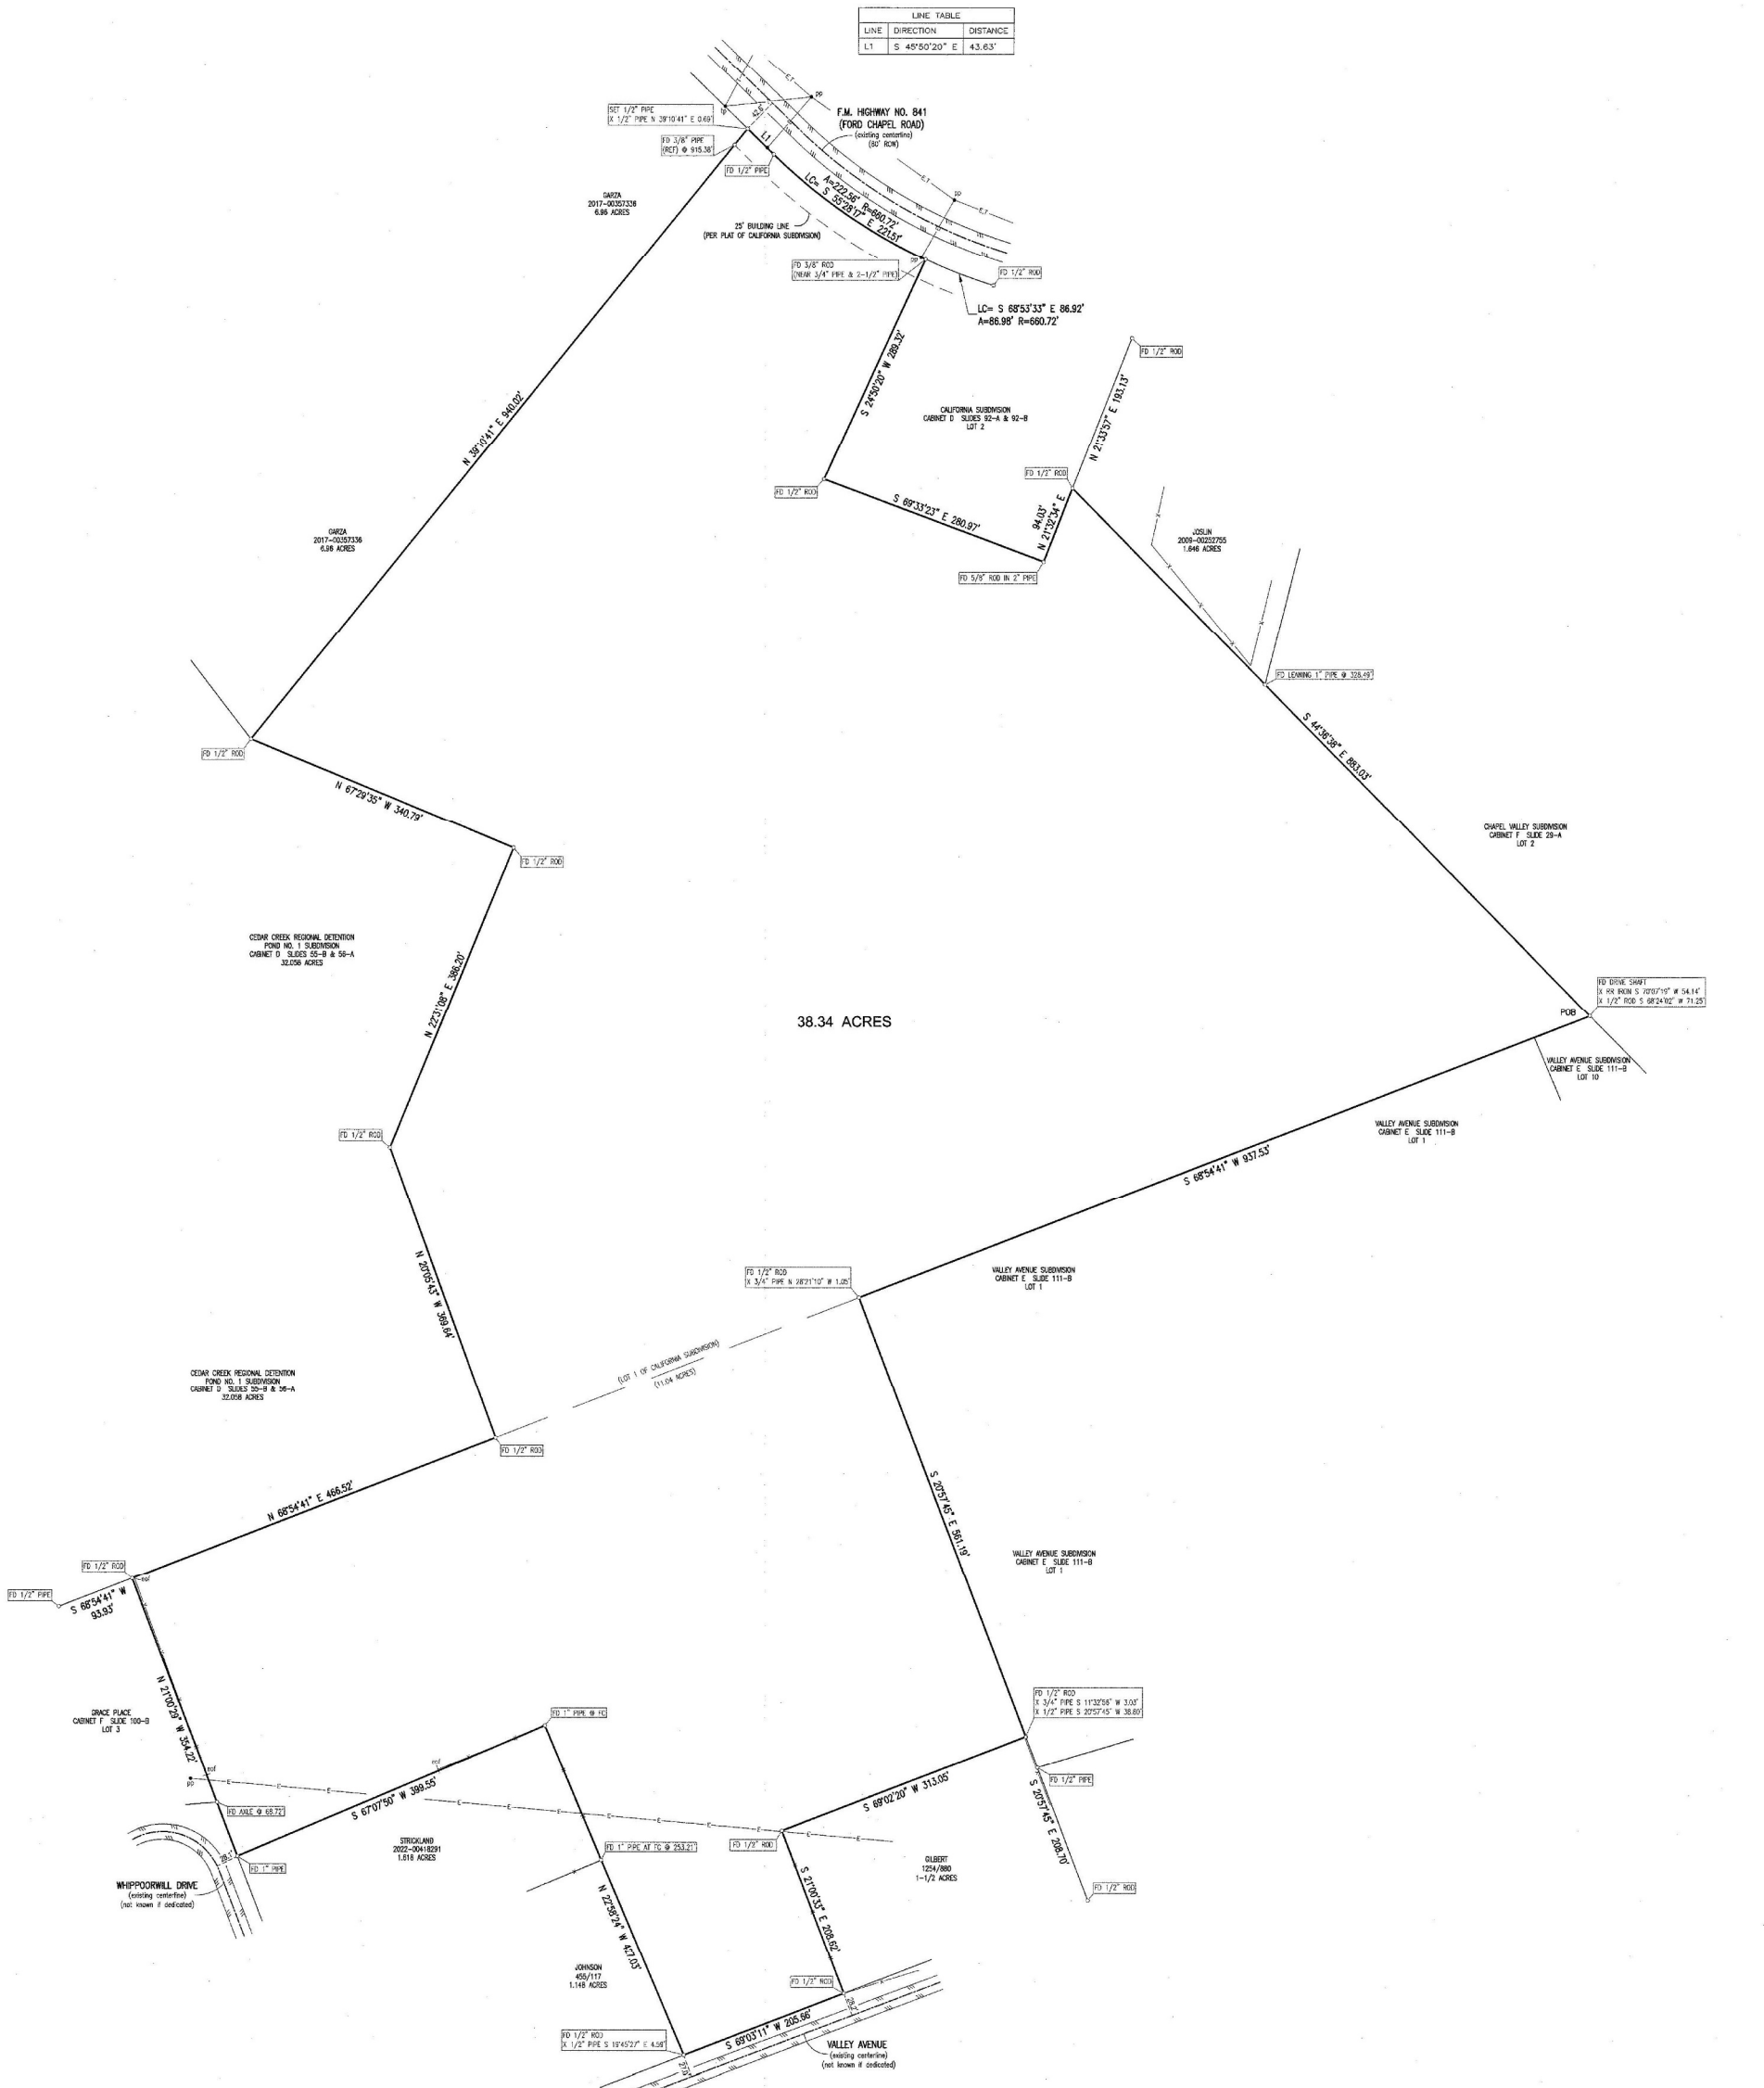 LINE TABLE
LINE DIRECTION DISTANCE
L1 S 45°50'20" E 43.63'
SET 1/2" PIPE
X 1/2" PIPE N 39°10'41" E 0.69'
FD 3/8" PIPE
(REF) @ 915.38'
FD 1/2" PIPE
L1
pp
F.M. HIGHWAY NO. 841
(FORD CHAPEL ROAD)
(existing centerline)
(80' ROW)
E,T
A=222.56' R=660.72'
LC= S 55°28'17" E 221.51'
pp
E,T
E,T
GARZA
2017-00357336
6.96 ACRES
25' BUILDING LINE
(PER PLAT OF CALIFORNIA SUBDIVISION)
FD 3/8" ROD
(NEAR 3/4" PIPE & 2-1/2" PIPE)
pp
FD 1/2" ROD
LC= S 68°53'33" E 86.92'
A=86.98' R=660.72'
S 24°50'20" W 289.32'
FD 1/2" ROD
N 21°33'57" E 193.13'
CALIFORNIA SUBDIVISION
CABINET D SLIDES 92-A & 92-B
LOT 2
N 39°10'41" E 940.02'
FD 1/2" ROD
FD 1/2" ROD
S 69°33'23" E 280.97'
94.03'
N 21°32'34" E
FD 5/8" ROD IN 2" PIPE
JOSLIN
2009-00252755
1.646 ACRES
GARZA
2017-00357336
6.96 ACRES
FD LEANING 1" PIPE @ 328.49'
S 44°36'38" E 883.03'
FD 1/2" ROD
N 67°29'35" W 340.79'
FD 1/2" ROD
CHAPEL VALLEY SUBDIVISION
CABINET F SLIDE 29-A
LOT 2
CEDAR CREEK REGIONAL DETENTION
POND NO. 1 SUBDIVISION
CABINET D SLIDES 55-B & 56-A
32.058 ACRES
N 22°31'08" E 386.20'
38.34 ACRES
FD DRIVE SHAFT
X RR IRON S 70°07'19" W 54.14'
X 1/2" ROD S 68°24'02" W 71.25'
POB
VALLEY AVENUE SUBDIVISION
CABINET E SLIDE 111-B
LOT 10
VALLEY AVENUE SUBDIVISION
CABINET E SLIDE 111-B
LOT 1
FD 1/2" ROD
S 68°54'41" W 937.53'
N 20°05'43" W 369.64'
FD 1/2" ROD
X 3/4" PIPE N 28°21'10" W 1.05'
VALLEY AVENUE SUBDIVISION
CABINET E SLIDE 111-B
LOT 1
(LOT 1 OF CALIFORNIA SUBDIVISION)
(11.04 ACRES)
CEDAR CREEK REGIONAL DETENTION
POND NO. 1 SUBDIVISION
CABINET D SLIDES 55-B & 56-A
32.058 ACRES
FD 1/2" ROD
N 68°54'41" E 466.52'
S 20°57'45" E 561.19'
FD 1/2" ROD
eof
FD 1/2" PIPE
S 68°54'41" W
93.93'
VALLEY AVENUE SUBDIVISION
CABINET E SLIDE 111-B
LOT 1
N 21°00'29" W 354.22'
GRACE PLACE
CABINET F SLIDE 100-B
LOT 3
FD 1" PIPE @ FC
FD 1/2" ROD
X 3/4" PIPE S 11°32'56" W 3.03'
X 1/2" PIPE S 20°57'45" W 38.80'
eof
pp
eof
FD 1/2" PIPE
FD AXLE @ 68.72'
S 67°07'50" W 399.55'
S 69°02'20" W 313.05'
S 20°57'45" E 208.70'
STRICKLAND
2022-00418291
1.618 ACRES
FD 1" PIPE AT FC @ 253.21'
FD 1/2" ROD
GILBERT
1254/880
1-1/2 ACRES
28.1'
FD 1" PIPE
WHIPPOORWILL DRIVE
(existing centerline)
(not known if dedicated)
FD 1/2" ROD
N 22°58'24" W 427.03'
S 21°00'33" E 208.62'
JOHNSON
455/117
1.148 ACRES
FD 1/2" ROD
S 69°03'11" W 205.66'
FD 1/2" ROD
X 1/2" PIPE S 19°45'27" E 4.59'
VALLEY AVENUE
(existing centerline)
(not known if dedicated)